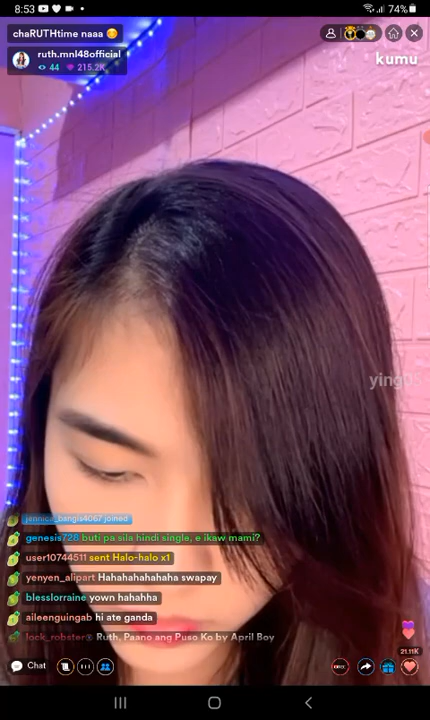 8:53
74%
chaRUTHtime naaa
ruth.mnl48official
44 215.2K
kumu
jennica_bangla4067 joined
genesis728 buti pa sila hindi single, e ikaw mami?
user10744511 sent Halo-halo x1
yenyen_alipart Hahahahahahaha swapay
blesslorraine yown hahahha
aileenguingab hi ate ganda
lock_robster® Ruth, Paano ang Puso Ko by April Boy
21.11K
Chat